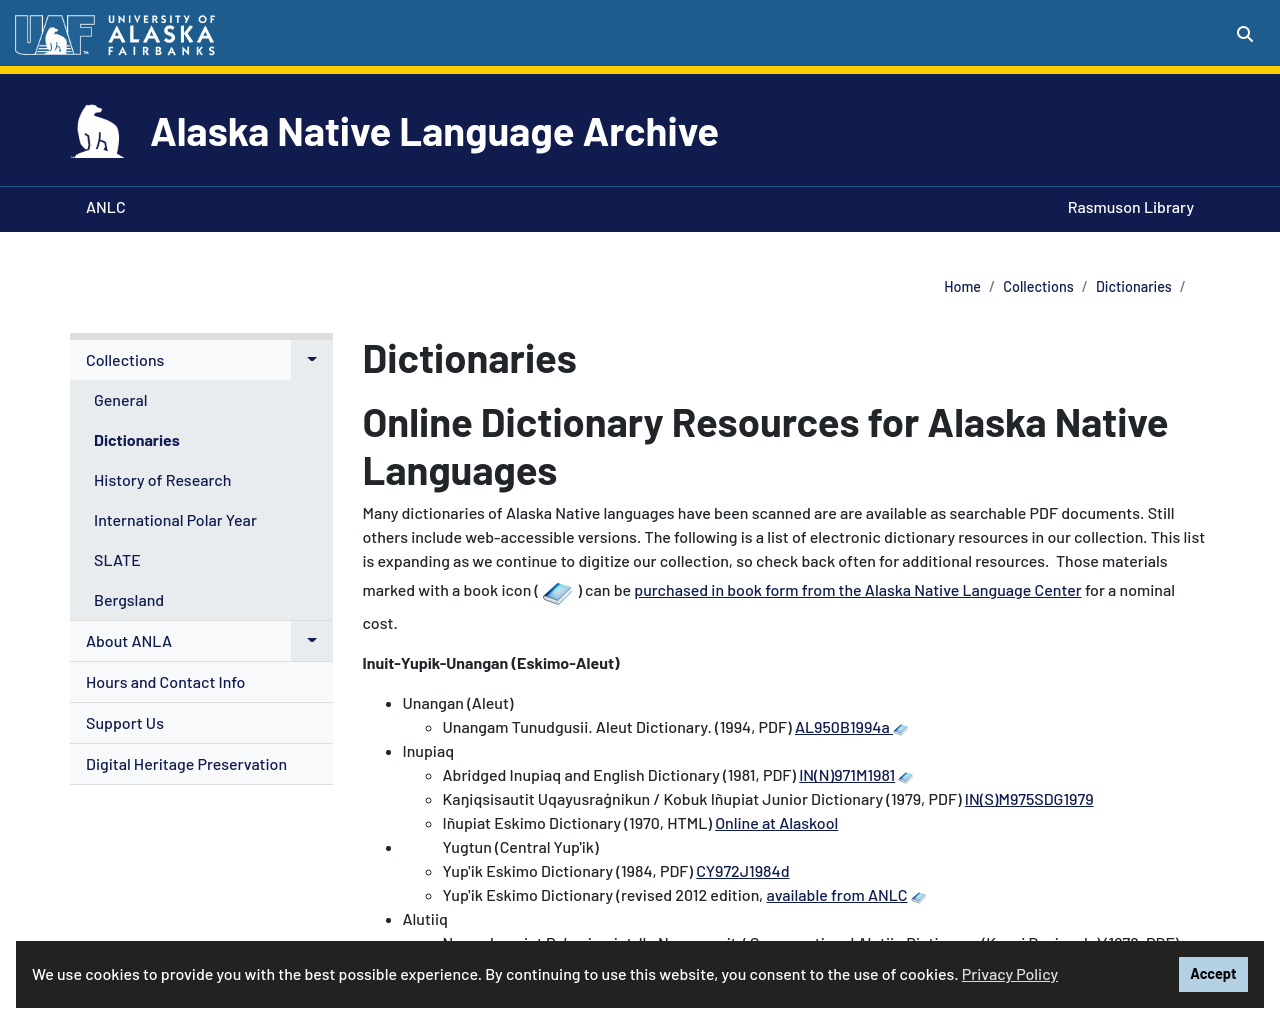 UAF
UNIVERSITY OF
ALASKA
FAIRBANKS
Alaska Native Language Archive
ANLC
Rasmuson Library
Home / Collections / Dictionaries /
Collections
General
Dictionaries
History of Research
International Polar Year
SLATE
Bergsland
About ANLA
Hours and Contact Info
Support Us
Digital Heritage Preservation
Dictionaries
Online Dictionary Resources for Alaska Native
Languages
Many dictionaries of Alaska Native languages have been scanned are are available as searchable PDF documents. Still
others include web-accessible versions. The following is a list of electronic dictionary resources in our collection. This list
is expanding as we continue to digitize our collection, so check back often for additional resources.  Those materials
marked with a book icon ( ) can be purchased in book form from the Alaska Native Language Center for a nominal
cost.
Inuit-Yupik-Unangan (Eskimo-Aleut)
Unangan (Aleut)
Unangam Tunudgusii. Aleut Dictionary. (1994, PDF) AL950B1994a
Inupiaq
Abridged Inupiaq and English Dictionary (1981, PDF) IN(N)971M1981
Kaŋiqsisautit Uqayusraġnikun / Kobuk Iñupiat Junior Dictionary (1979, PDF) IN(S)M975SDG1979
Iñupiat Eskimo Dictionary (1970, HTML) Online at Alaskool
Yugtun (Central Yup'ik)
Yup'ik Eskimo Dictionary (1984, PDF) CY972J1984d
Yup'ik Eskimo Dictionary (revised 2012 edition, available from ANLC
Alutiiq
We use cookies to provide you with the best possible experience. By continuing to use this website, you consent to the use of cookies. Privacy Policy
Accept